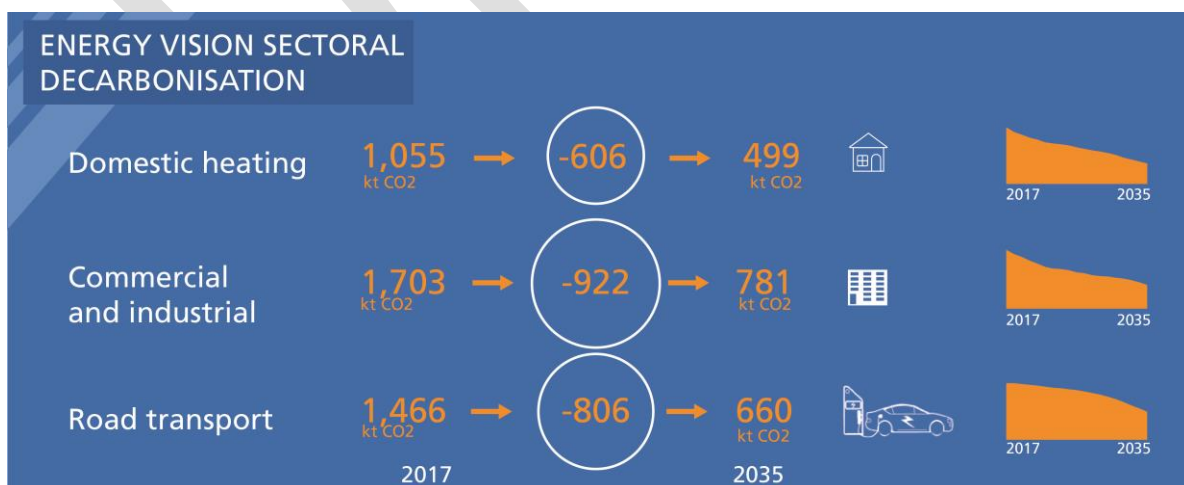 ENERGY VISION SECTORAL
DECARBONISATION
Domestic heating
1,055
kt CO2
-606
499
kt CO2
2017
2035
Commercial
and industrial
1,703
kt CO2
-922
781
kt CO2
2017
2035
Road transport
1,466
kt CO2
-806
660
kt CO2
2017
2035
2017
2035